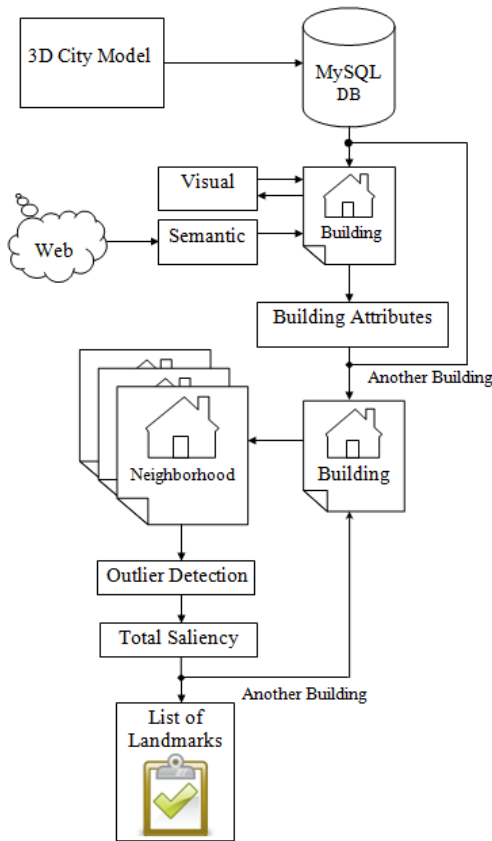 3D City Model
MySQL
DB
Visual
Web
Semantic
Building
Building Attributes
Another Building
Neighborhood
Building
Outlier Detection
Total Saliency
Another Building
List of
Landmarks